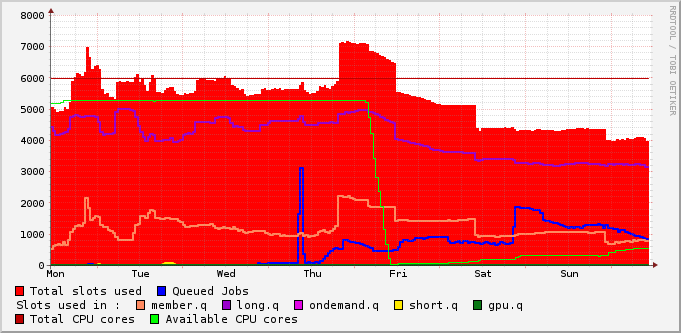 8000
7000
6000
5000
4000
3000
2000
1000
0
Mon Tue Wed Thu Fri Sat Sun
Total slots used Queued Jobs
Slots used in : member.q long.q ondemand.q short.q gpu.q
Total CPU cores Available CPU cores
RRDTOOL / TOBI OETIKER